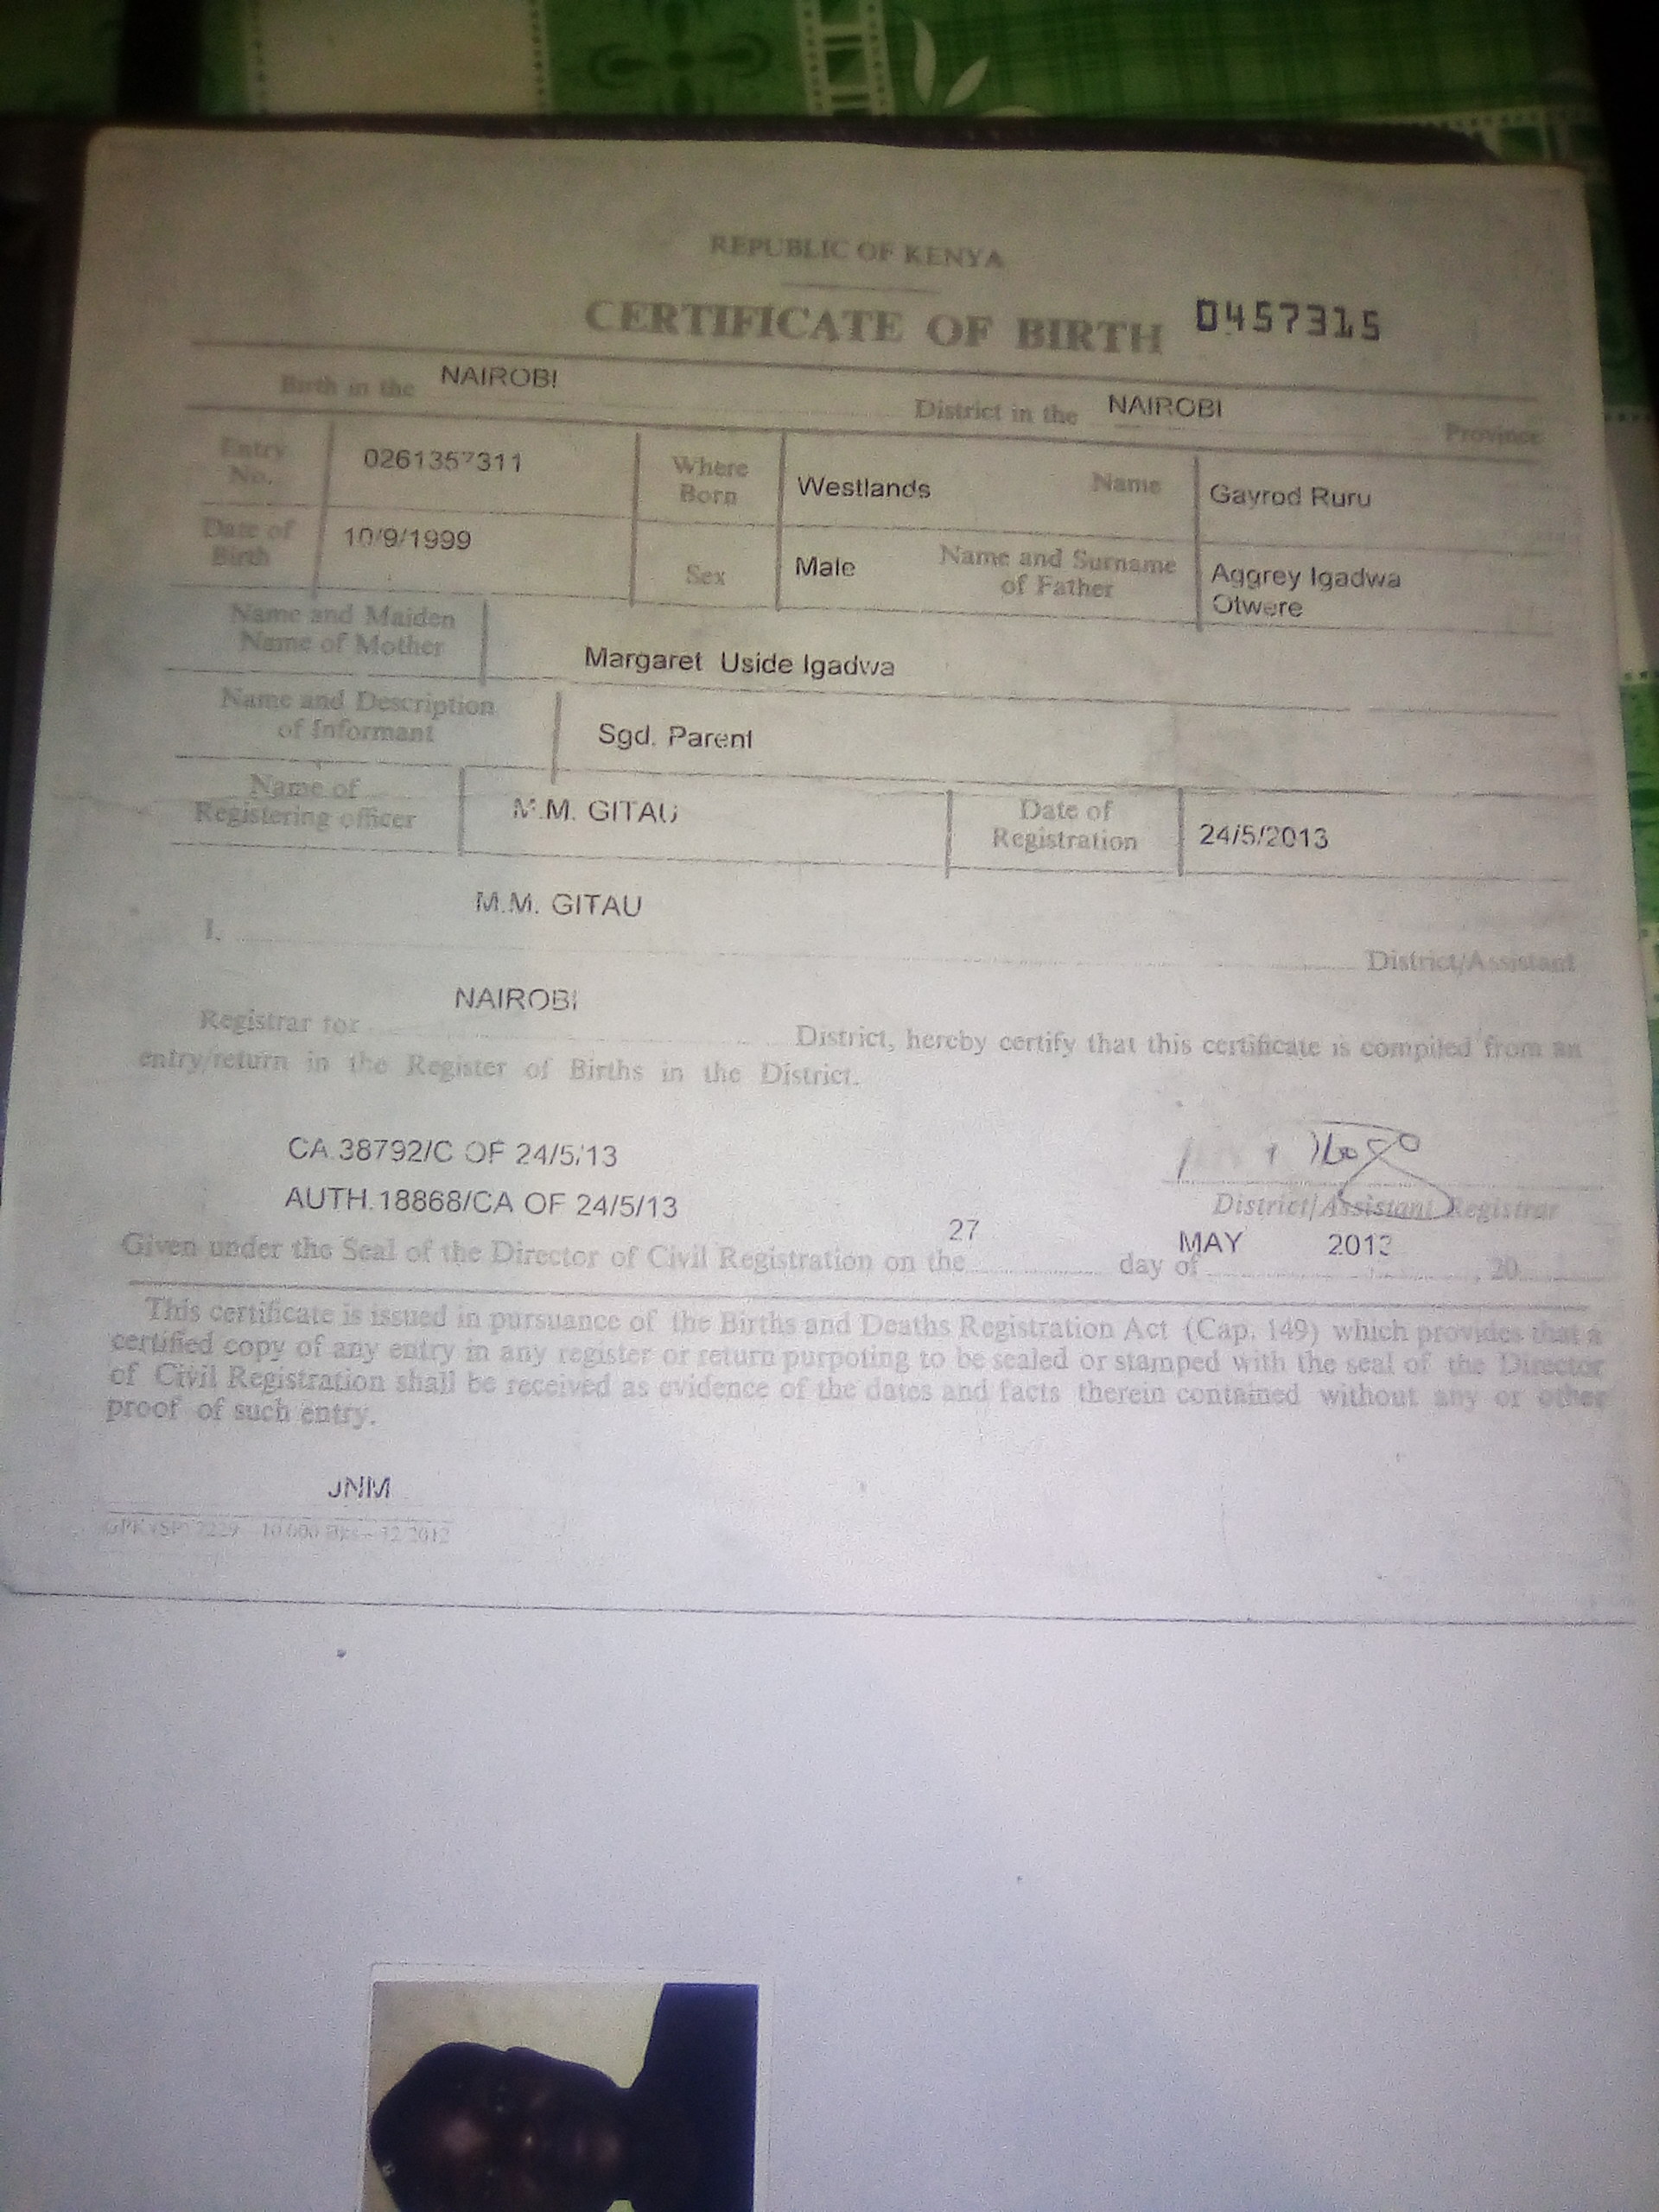 REPUBLIC OF KENYA
CERTIFICATE OF BIRTH 0457315
Birth in the NAIROBI District in the NAIROBI Province
Entry No. 0261357311 Where Born Westlands Name Gayrod Ruru
Date of Birth 10/9/1999 Sex Male Name and Surname of Father Aggrey Igadwa Otwere
Name and Maiden Name of Mother Margaret Uside Igadwa
Name and Description of Informant Sgd. Parent
Name of Registering officer M.M. GITAU Date of Registration 24/5/2013
M.M. GITAU
I. District/Assistant
NAIROBI
Registrar for District, hereby certify that this certificate is compiled from an
entry/return in the Register of Births in the District.
CA.38792/C OF 24/5/13
AUTH.18868/CA OF 24/5/13
District/Assistant Registrar
27 MAY 2013
Given under the Seal of the Director of Civil Registration on the day of , 20
This certificate is issued in pursuance of the Births and Deaths Registration Act (Cap. 149) which provides that a
certified copy of any entry in any register or return purpoting to be sealed or stamped with the seal of the Director
of Civil Registration shall be received as evidence of the dates and facts therein contained without any or other
proof of such entry.
JNM